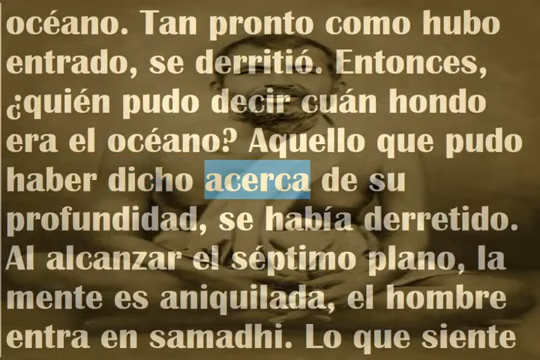 océano. Tan pronto como hubo
entrado, se derritió. Entonces,
¿quién pudo decir cuán hondo
era el océano? Aquello que pudo
haber dicho acerca de su
profundidad, se había derretido.
Al alcanzar el séptimo plano, la
mente es aniquilada, el hombre
entra en samadhi. Lo que siente